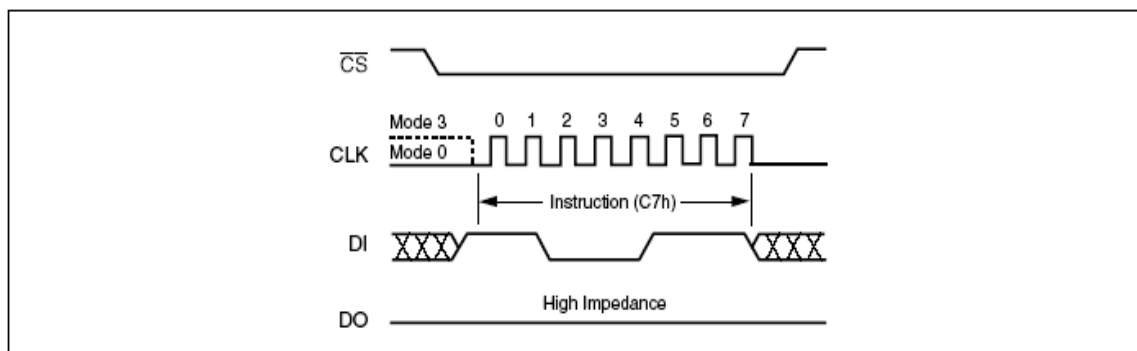 C̅S̅
Mode 3
0 1 2 3 4 5 6 7
CLK
Mode 0
Instruction (C7h)
DI
High Impedance
DO